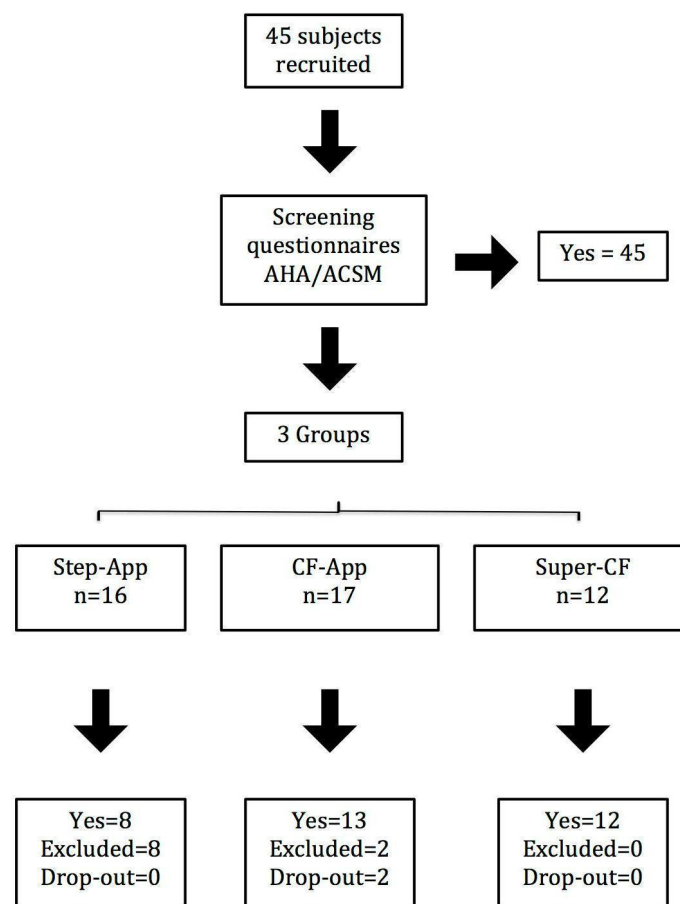 45 subjects
recruited
Screening
questionnaires
AHA/ACSM
Yes = 45
3 Groups
Step-App
n=16
CF-App
n=17
Super-CF
n=12
Yes=8
Excluded=8
Drop-out=0
Yes=13
Excluded=2
Drop-out=2
Yes=12
Excluded=0
Drop-out=0